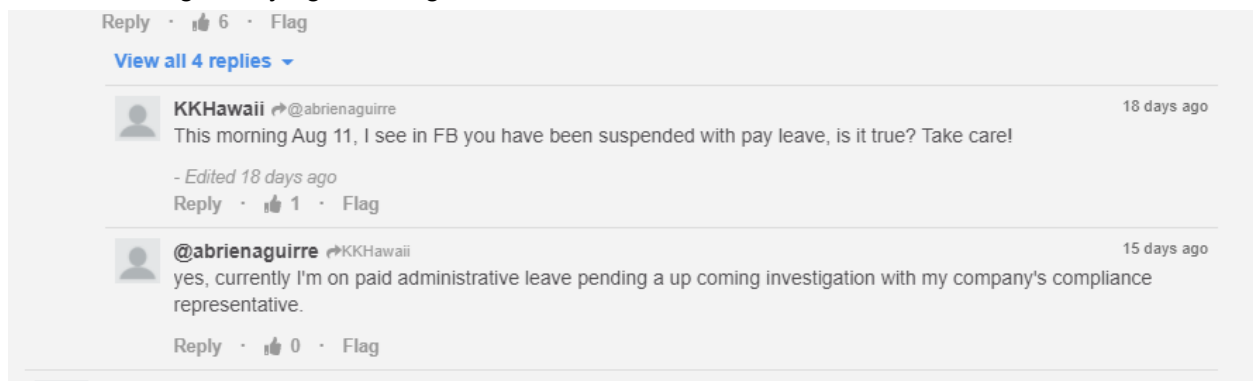 Reply · 6 · Flag
View all 4 replies
KKHawaii @abrienaguirre 18 days ago
This morning Aug 11, I see in FB you have been suspended with pay leave, is it true? Take care!
- Edited 18 days ago
Reply · 1 · Flag
@abrienaguirre KKHawaii 15 days ago
yes, currently I'm on paid administrative leave pending a up coming investigation with my company's compliance
representative.
Reply · 0 · Flag